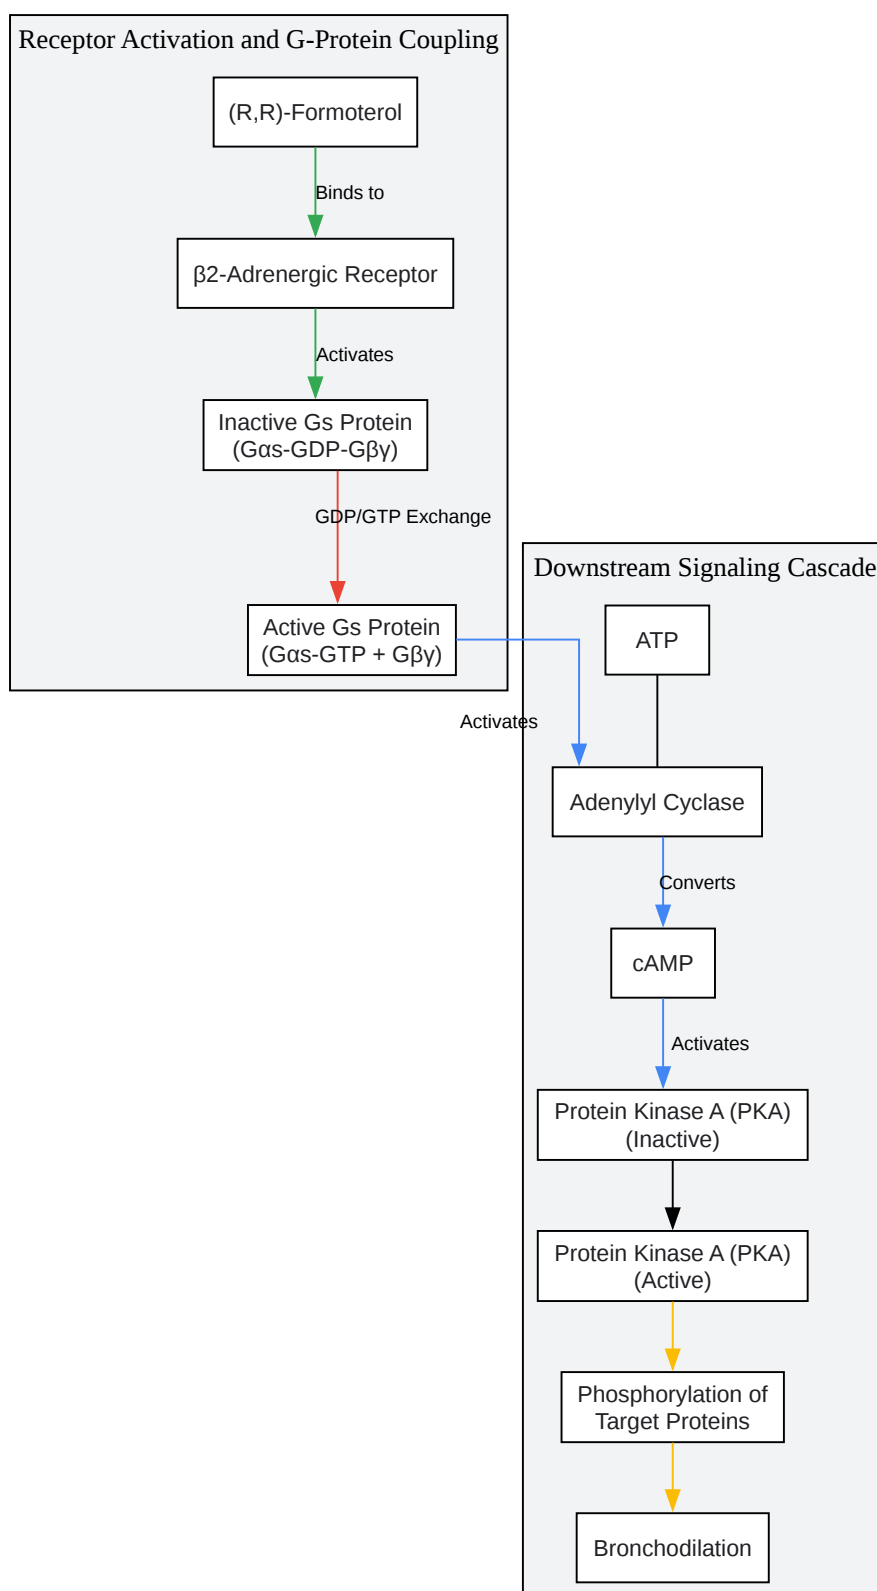 Receptor Activation and G-Protein Coupling
(R,R)-Formoterol
Binds to
β2-Adrenergic Receptor
Activates
Inactive Gs Protein
(Gαs-GDP-Gβγ)
GDP/GTP Exchange
Active Gs Protein
(Gαs-GTP + Gβγ)
Activates
Downstream Signaling Cascade
ATP
Adenylyl Cyclase
Converts
cAMP
Activates
Protein Kinase A (PKA)
(Inactive)
Protein Kinase A (PKA)
(Active)
Phosphorylation of
Target Proteins
Bronchodilation